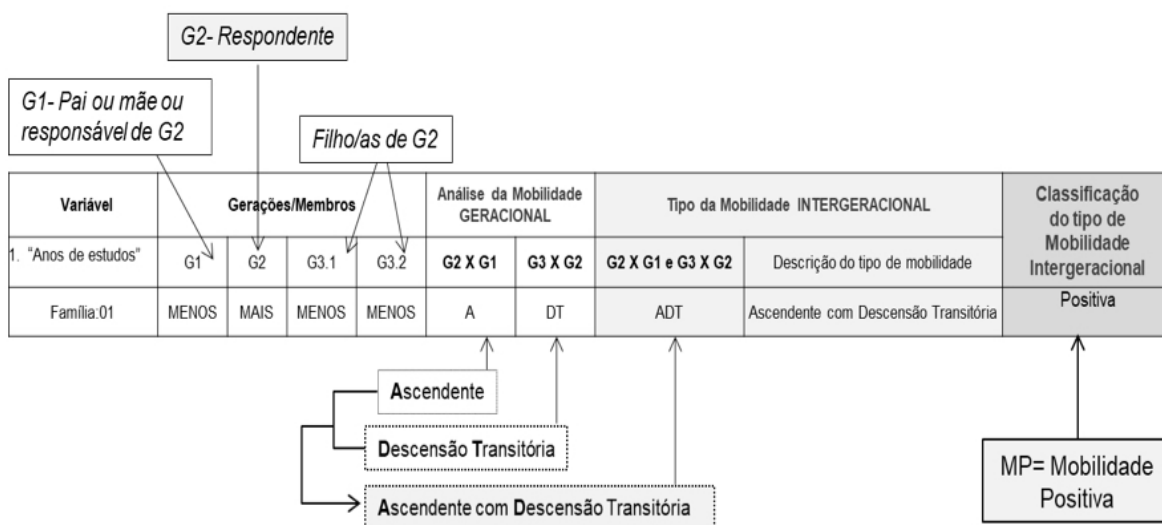 G2- Respondente
G1- Pai ou mãe ou
responsável de G2
Filho/as de G2
Variável
Gerações/Membros
Análise da Mobilidade
GERACIONAL
Tipo da Mobilidade INTERGERACIONAL
Classificação
do tipo de
Mobilidade
Intergeracional
1. "Anos de estudos"
G1
G2
G3.1
G3.2
G2 X G1
G3 X G2
G2 X G1 e G3 X G2
Descrição do tipo de mobilidade
Família:01
MENOS
MAIS
MENOS
MENOS
A
DT
ADT
Ascendente com Descensão Transitória
Positiva
Ascendente
Descensão Transitória
Ascendente com Descensão Transitória
MP= Mobilidade
Positiva